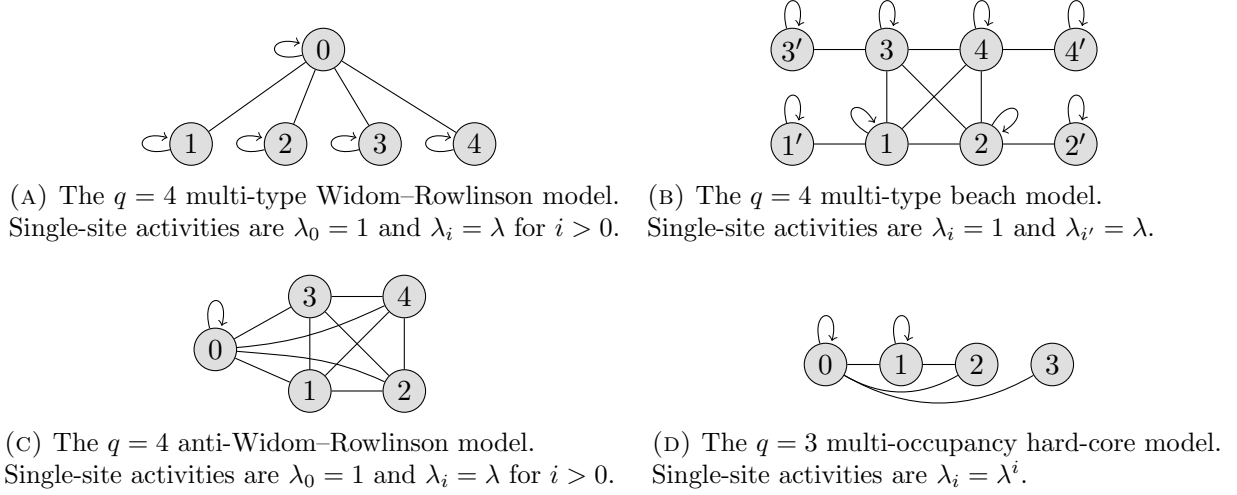 0
1 2 3 4
(A) The q = 4 multi-type Widom–Rowlinson model.
Single-site activities are λ₀ = 1 and λᵢ = λ for i > 0.
3′ 3 4 4′
1′ 1 2 2′
(B) The q = 4 multi-type beach model.
Single-site activities are λᵢ = 1 and λᵢ′ = λ.
3 4
0
1 2
(C) The q = 4 anti-Widom–Rowlinson model.
Single-site activities are λ₀ = 1 and λᵢ = λ for i > 0.
0 1 2 3
(D) The q = 3 multi-occupancy hard-core model.
Single-site activities are λᵢ = λⁱ.